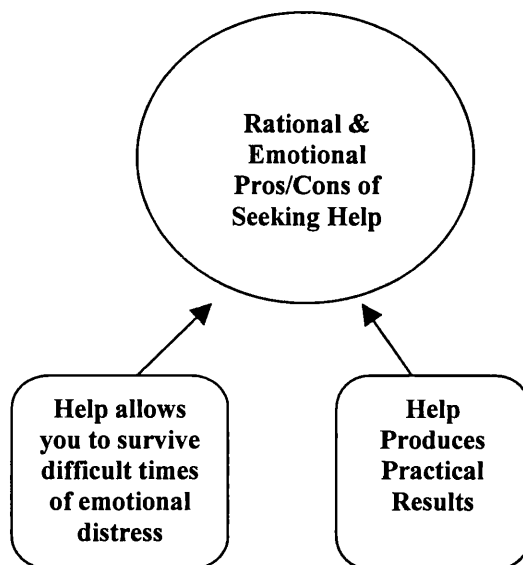 Rational &
Emotional
Pros/Cons of
Seeking Help
Help allows
you to survive
difficult times
of emotional
distress
Help
Produces
Practical
Results